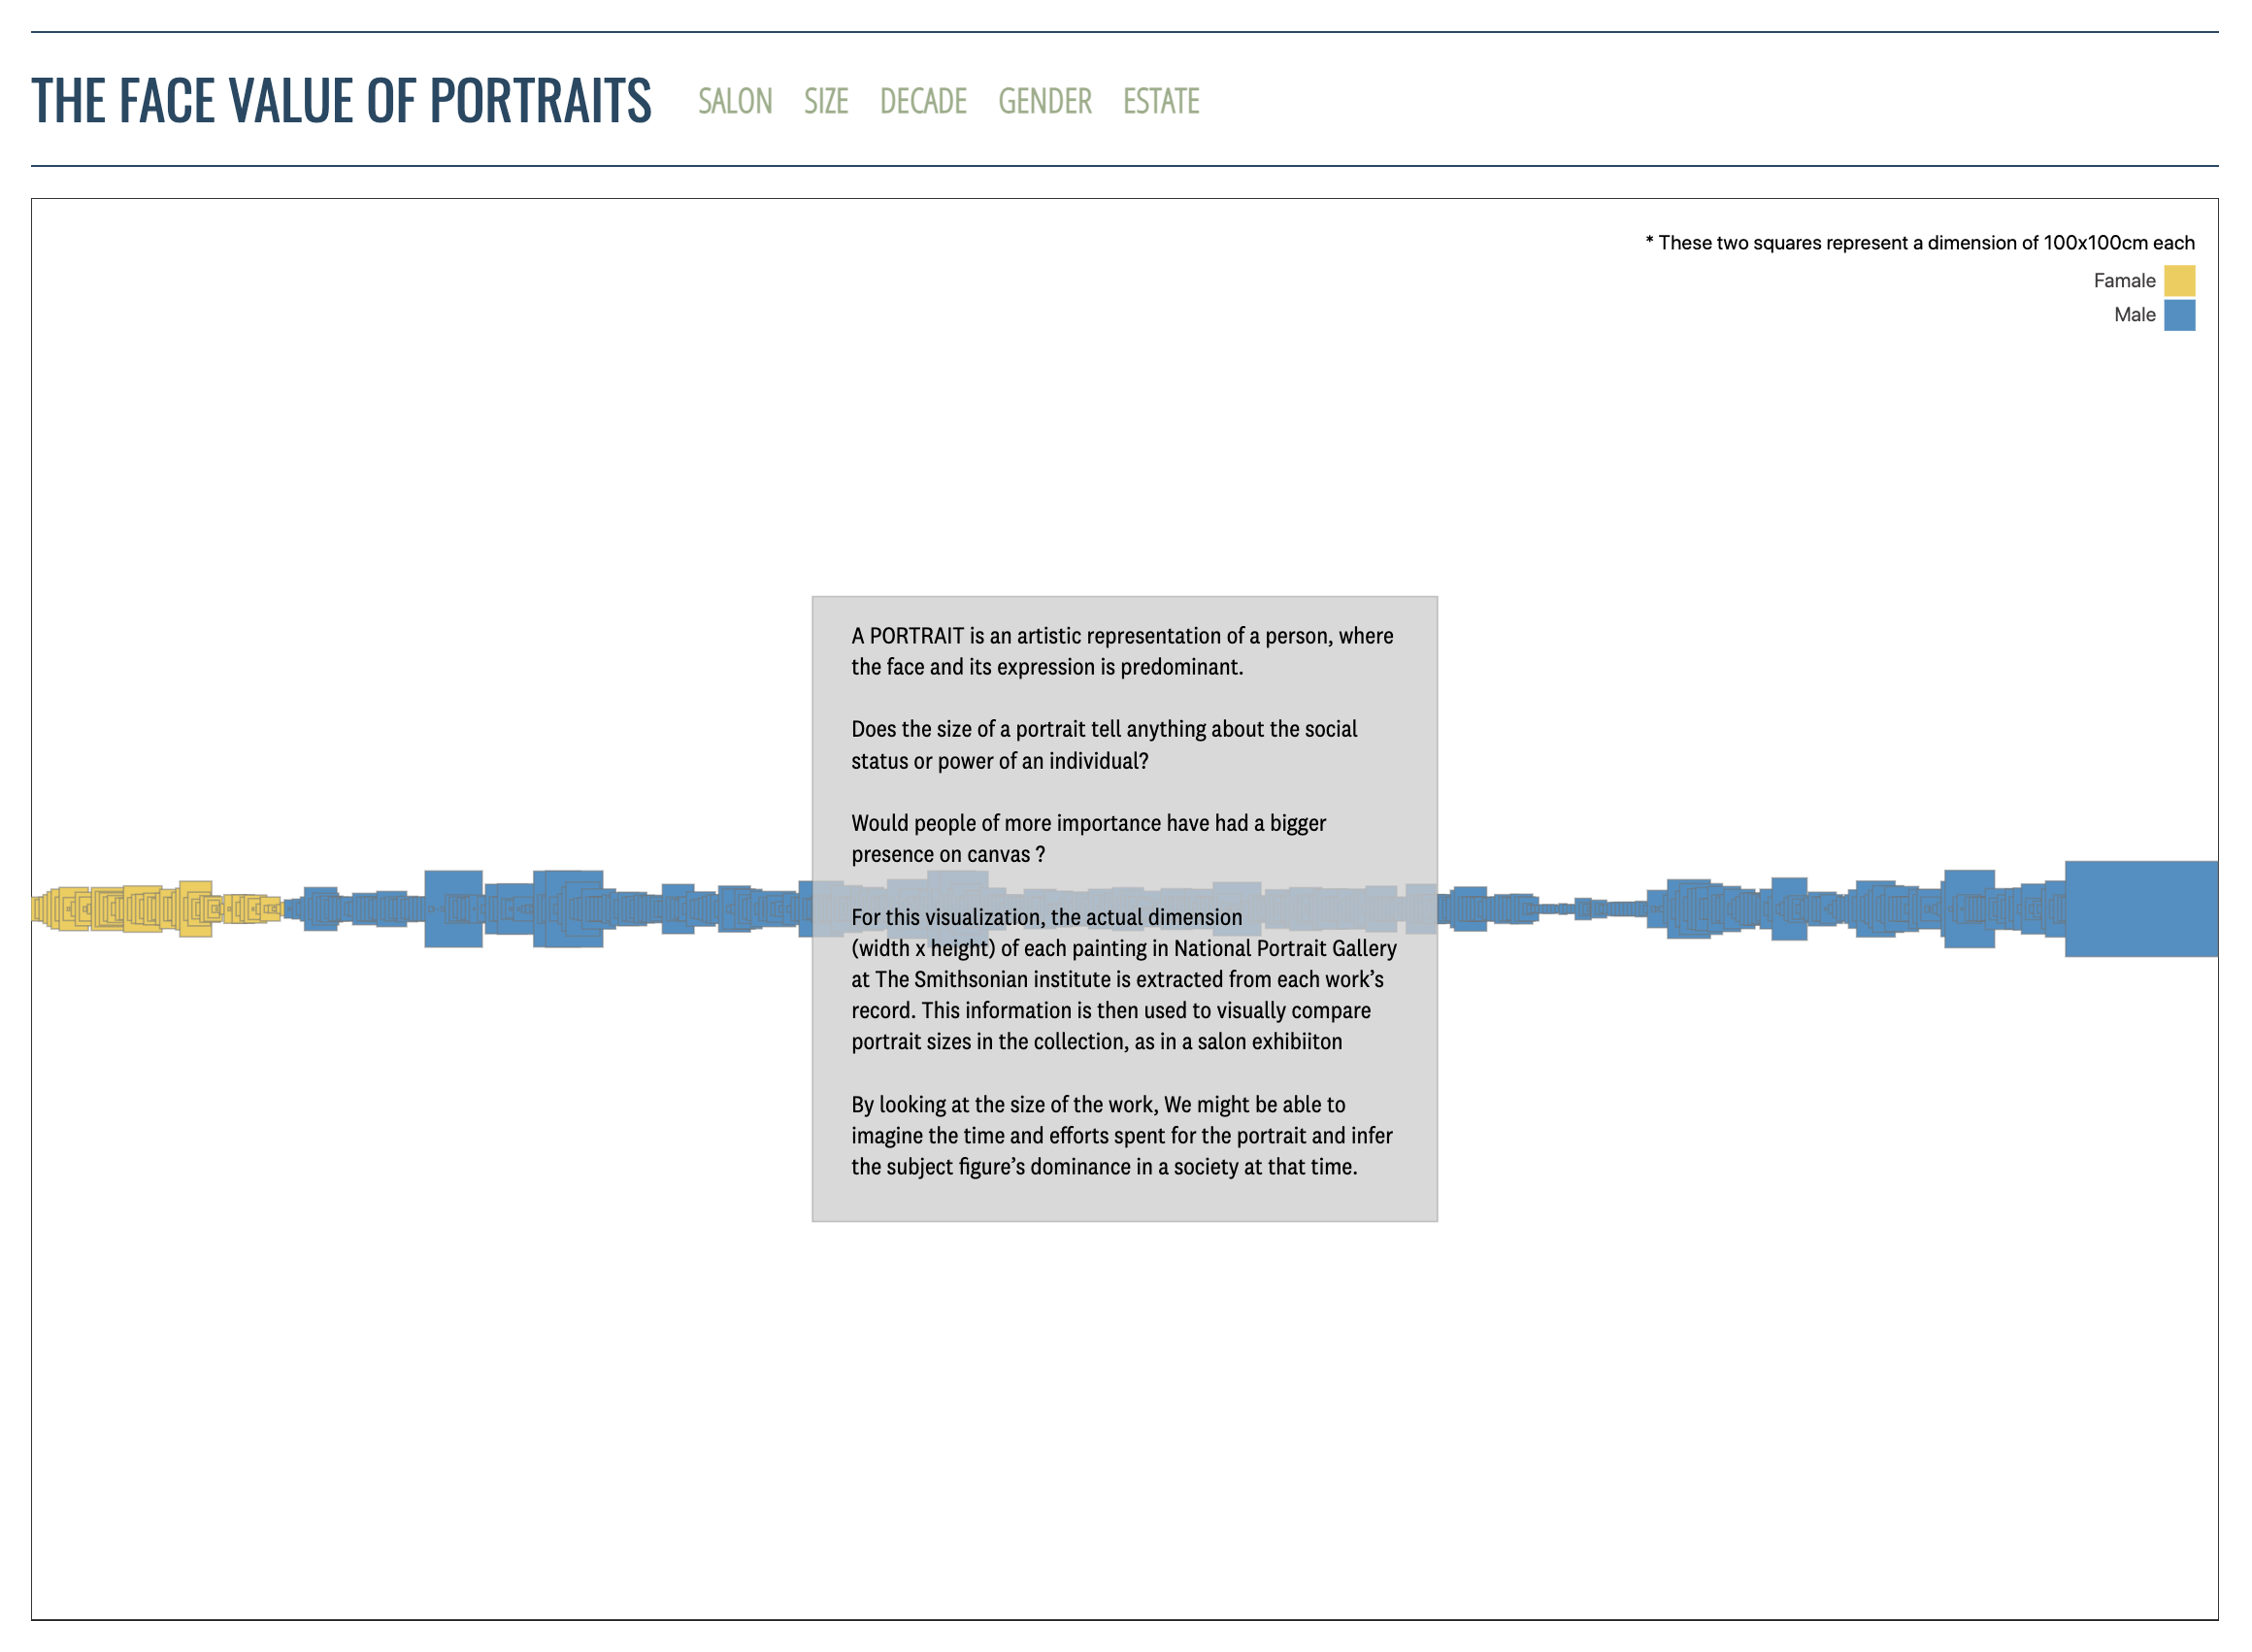 THE FACE VALUE OF PORTRAITS
SALON SIZE DECADE GENDER ESTATE
* These two squares represent a dimension of 100x100cm each
Famale
Male
A PORTRAIT is an artistic representation of a person, where
the face and its expression is predominant.
Does the size of a portrait tell anything about the social
status or power of an individual?
Would people of more importance have had a bigger
presence on canvas ?
For this visualization, the actual dimension
(width x height) of each painting in National Portrait Gallery
at The Smithsonian institute is extracted from each work’s
record. This information is then used to visually compare
portrait sizes in the collection, as in a salon exhibiiton
By looking at the size of the work, We might be able to
imagine the time and efforts spent for the portrait and infer
the subject figure’s dominance in a society at that time.